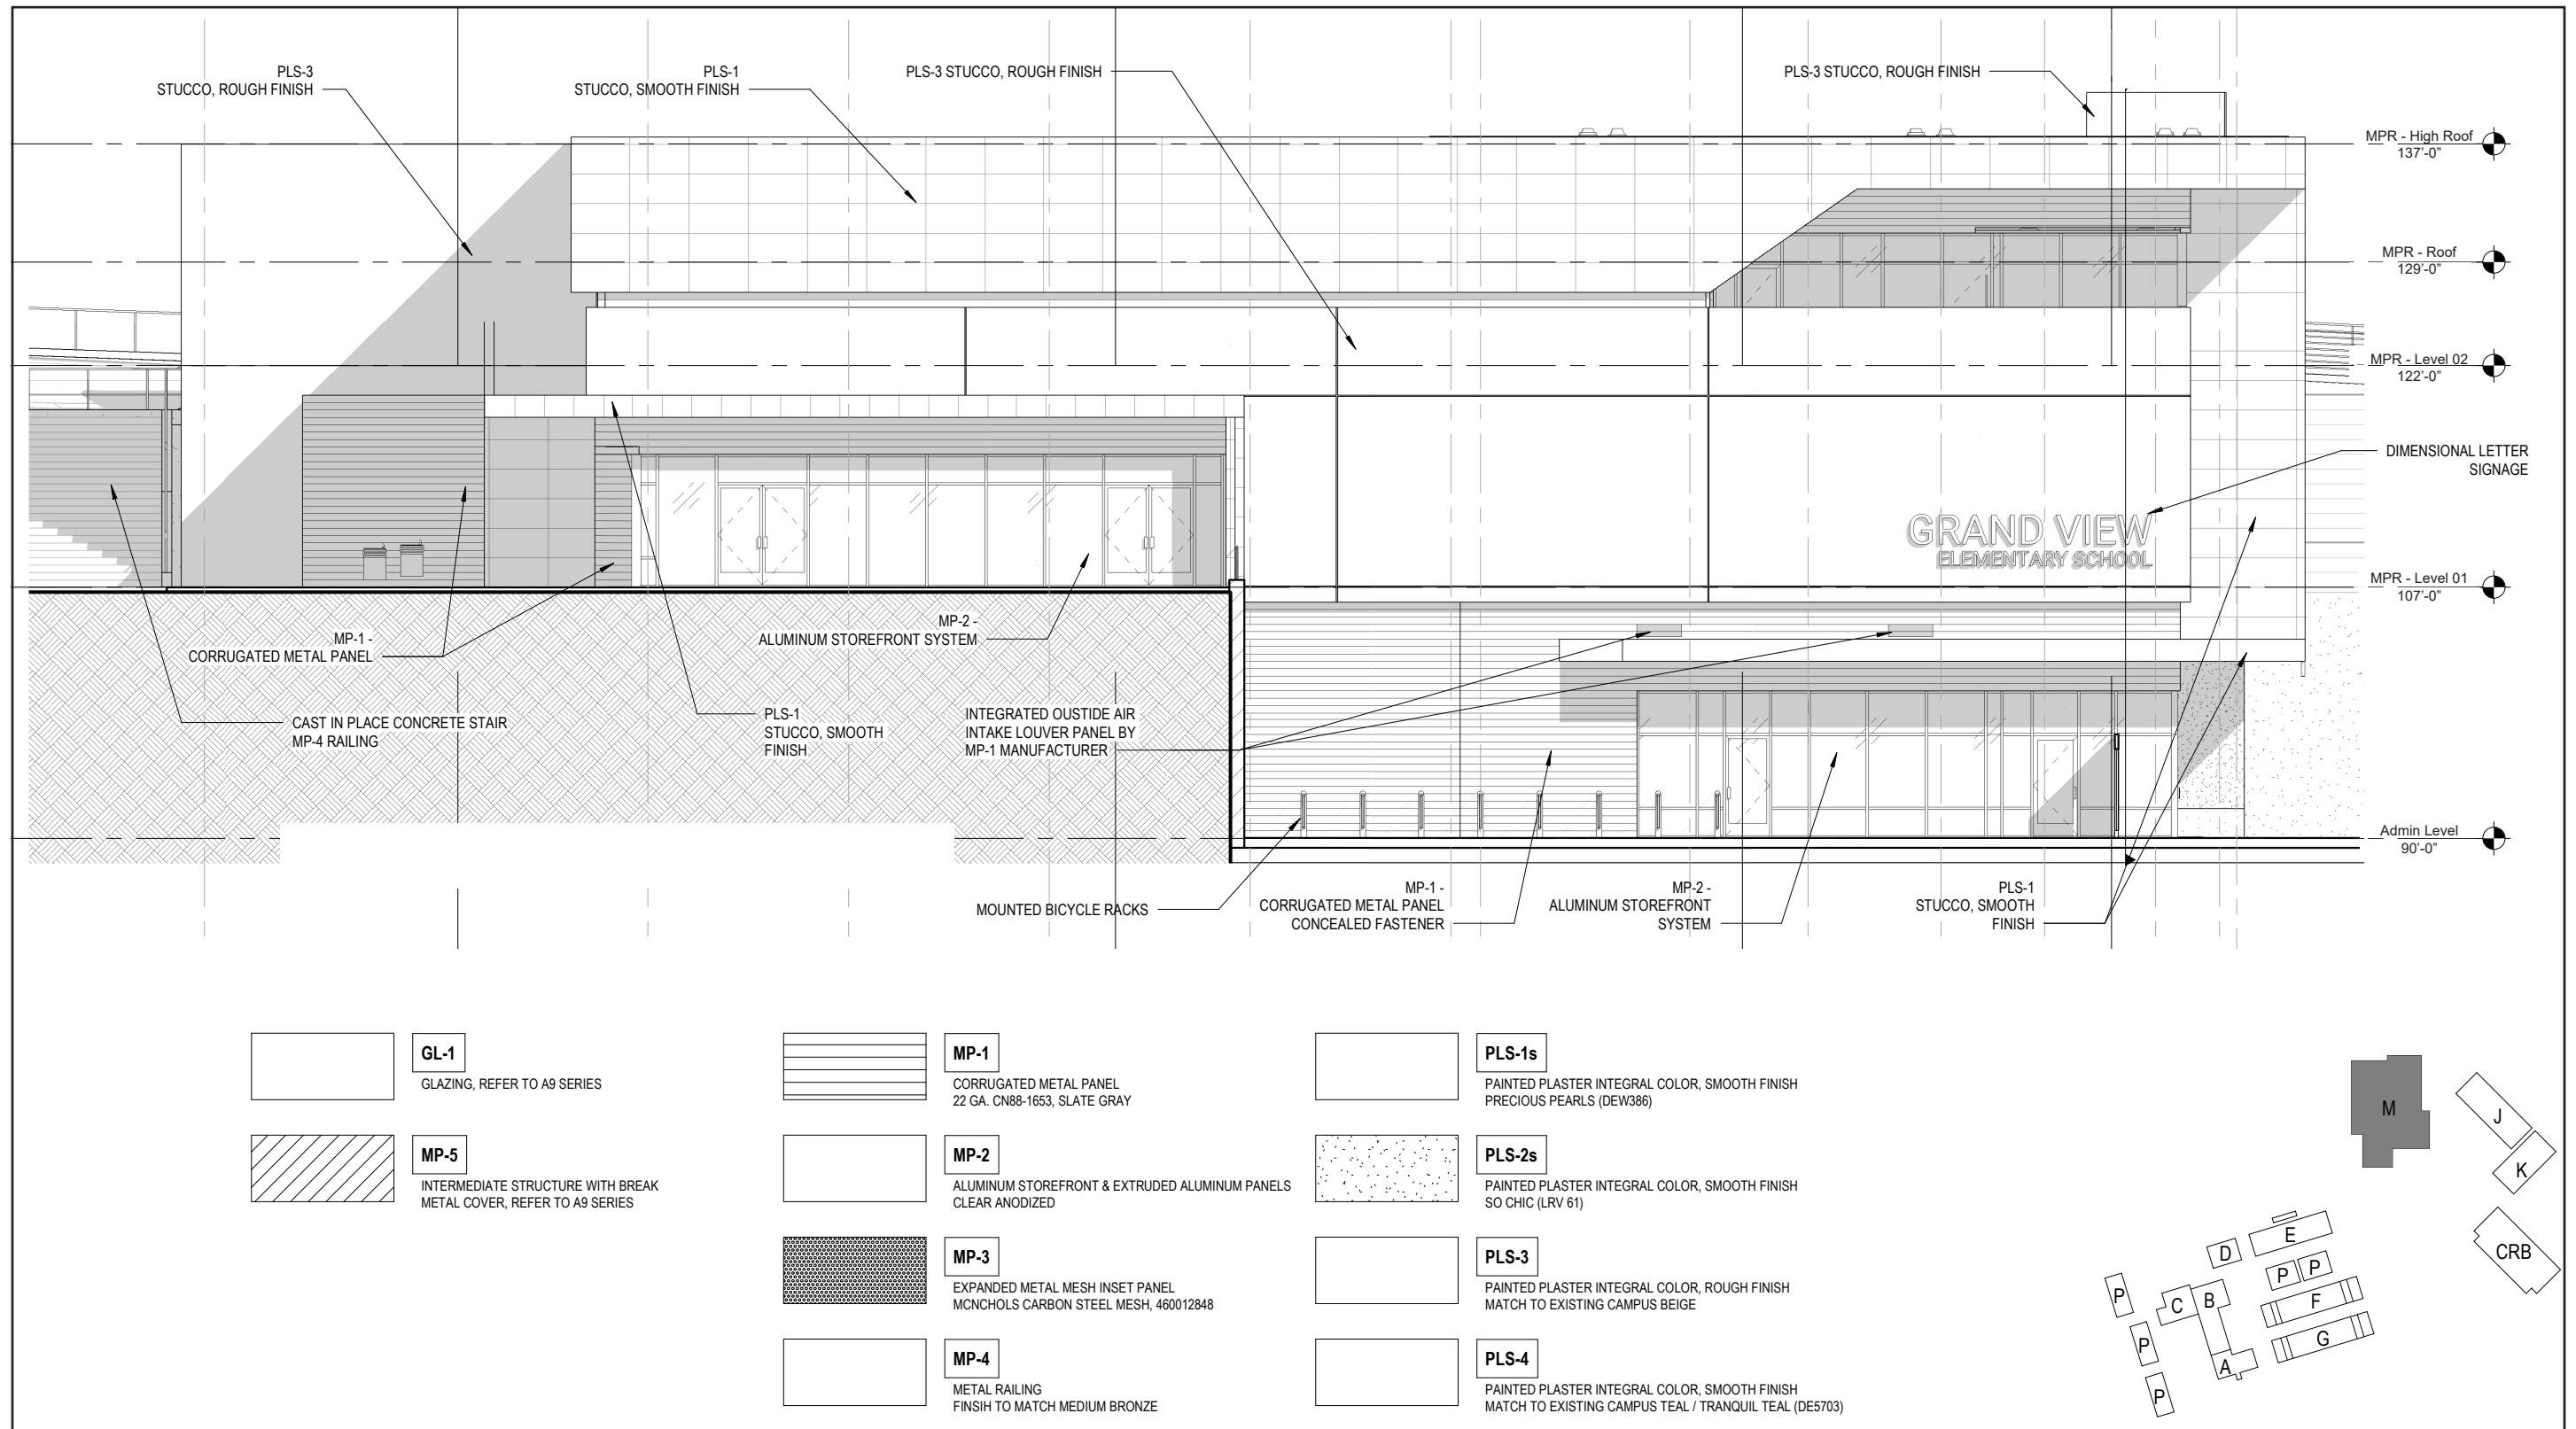 PLS-3
STUCCO, ROUGH FINISH
PLS-1
STUCCO, SMOOTH FINISH
PLS-3 STUCCO, ROUGH FINISH
PLS-3 STUCCO, ROUGH FINISH
MPR - High Roof
137'-0"
MPR - Roof
129'-0"
MPR - Level 02
122'-0"
DIMENSIONAL LETTER
SIGNAGE
GRAND VIEW
ELEMENTARY SCHOOL
MPR - Level 01
107'-0"
MP-1 -
CORRUGATED METAL PANEL
MP-2 -
ALUMINUM STOREFRONT SYSTEM
CAST IN PLACE CONCRETE STAIR
MP-4 RAILING
PLS-1
STUCCO, SMOOTH
FINISH
INTEGRATED OUSTIDE AIR
INTAKE LOUVER PANEL BY
MP-1 MANUFACTURER
Admin Level
90'-0"
MOUNTED BICYCLE RACKS
MP-1 -
CORRUGATED METAL PANEL
CONCEALED FASTENER
MP-2 -
ALUMINUM STOREFRONT
SYSTEM
PLS-1
STUCCO, SMOOTH
FINISH
GL-1
GLAZING, REFER TO A9 SERIES
MP-5
INTERMEDIATE STRUCTURE WITH BREAK
METAL COVER, REFER TO A9 SERIES
MP-1
CORRUGATED METAL PANEL
22 GA. CN88-1653, SLATE GRAY
MP-2
ALUMINUM STOREFRONT & EXTRUDED ALUMINUM PANELS
CLEAR ANODIZED
MP-3
EXPANDED METAL MESH INSET PANEL
MCNCHOLS CARBON STEEL MESH, 460012848
MP-4
METAL RAILING
FINSIH TO MATCH MEDIUM BRONZE
PLS-1s
PAINTED PLASTER INTEGRAL COLOR, SMOOTH FINISH
PRECIOUS PEARLS (DEW386)
PLS-2s
PAINTED PLASTER INTEGRAL COLOR, SMOOTH FINISH
SO CHIC (LRV 61)
PLS-3
PAINTED PLASTER INTEGRAL COLOR, ROUGH FINISH
MATCH TO EXISTING CAMPUS BEIGE
PLS-4
PAINTED PLASTER INTEGRAL COLOR, SMOOTH FINISH
MATCH TO EXISTING CAMPUS TEAL / TRANQUIL TEAL (DE5703)
M
J
K
CRB
E
D
P
P
P
C
B
F
G
P
A
P